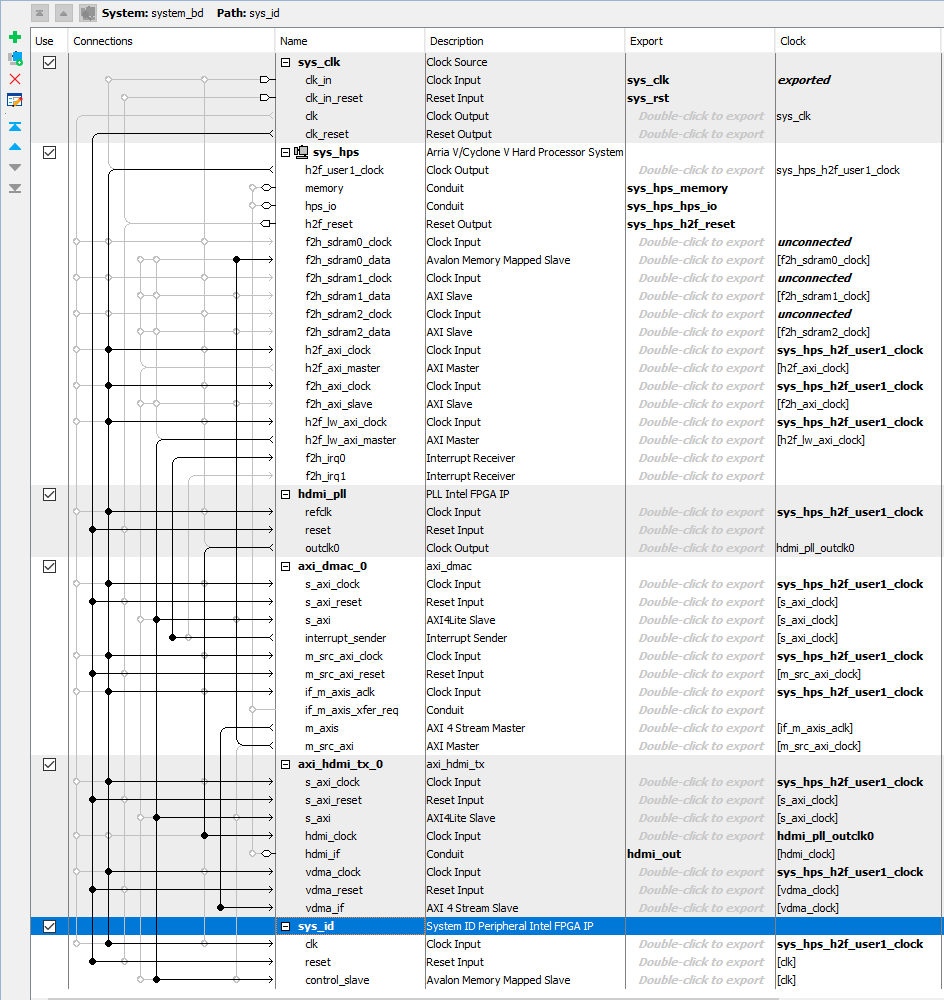 System: system_bd Path: sys_id
Use Connections Name Description Export Clock
sys_clk Clock Source
clk_in Clock Input sys_clk exported
clk_in_reset Reset Input sys_rst
clk Clock Output Double-click to export sys_clk
clk_reset Reset Output Double-click to export
sys_hps Arria V/Cyclone V Hard Processor System
h2f_user1_clock Clock Output Double-click to export sys_hps_h2f_user1_clock
memory Conduit sys_hps_memory
hps_io Conduit sys_hps_hps_io
h2f_reset Reset Output sys_hps_h2f_reset
f2h_sdram0_clock Clock Input Double-click to export unconnected
f2h_sdram0_data Avalon Memory Mapped Slave Double-click to export [f2h_sdram0_clock]
f2h_sdram1_clock Clock Input Double-click to export unconnected
f2h_sdram1_data AXI Slave Double-click to export [f2h_sdram1_clock]
f2h_sdram2_clock Clock Input Double-click to export unconnected
f2h_sdram2_data AXI Slave Double-click to export [f2h_sdram2_clock]
h2f_axi_clock Clock Input Double-click to export sys_hps_h2f_user1_clock
h2f_axi_master AXI Master Double-click to export [h2f_axi_clock]
f2h_axi_clock Clock Input Double-click to export sys_hps_h2f_user1_clock
f2h_axi_slave AXI Slave Double-click to export [f2h_axi_clock]
h2f_lw_axi_clock Clock Input Double-click to export sys_hps_h2f_user1_clock
h2f_lw_axi_master AXI Master Double-click to export [h2f_lw_axi_clock]
f2h_irq0 Interrupt Receiver Double-click to export
f2h_irq1 Interrupt Receiver Double-click to export
hdmi_pll PLL Intel FPGA IP
refclk Clock Input Double-click to export sys_hps_h2f_user1_clock
reset Reset Input Double-click to export
outclk0 Clock Output Double-click to export hdmi_pll_outclk0
axi_dmac_0 axi_dmac
s_axi_clock Clock Input Double-click to export sys_hps_h2f_user1_clock
s_axi_reset Reset Input Double-click to export [s_axi_clock]
s_axi AXI4Lite Slave Double-click to export [s_axi_clock]
interrupt_sender Interrupt Sender Double-click to export [s_axi_clock]
m_src_axi_clock Clock Input Double-click to export sys_hps_h2f_user1_clock
m_src_axi_reset Reset Input Double-click to export [m_src_axi_clock]
if_m_axis_aclk Clock Input Double-click to export sys_hps_h2f_user1_clock
if_m_axis_xfer_req Conduit Double-click to export
m_axis AXI 4 Stream Master Double-click to export [if_m_axis_aclk]
m_src_axi AXI Master Double-click to export [m_src_axi_clock]
axi_hdmi_tx_0 axi_hdmi_tx
s_axi_clock Clock Input Double-click to export sys_hps_h2f_user1_clock
s_axi_reset Reset Input Double-click to export [s_axi_clock]
s_axi AXI4Lite Slave Double-click to export [s_axi_clock]
hdmi_clock Clock Input Double-click to export hdmi_pll_outclk0
hdmi_if Conduit hdmi_out [hdmi_clock]
vdma_clock Clock Input Double-click to export sys_hps_h2f_user1_clock
vdma_reset Reset Input Double-click to export [vdma_clock]
vdma_if AXI 4 Stream Slave Double-click to export [vdma_clock]
sys_id System ID Peripheral Intel FPGA IP
clk Clock Input Double-click to export sys_hps_h2f_user1_clock
reset Reset Input Double-click to export [clk]
control_slave Avalon Memory Mapped Slave Double-click to export [clk]